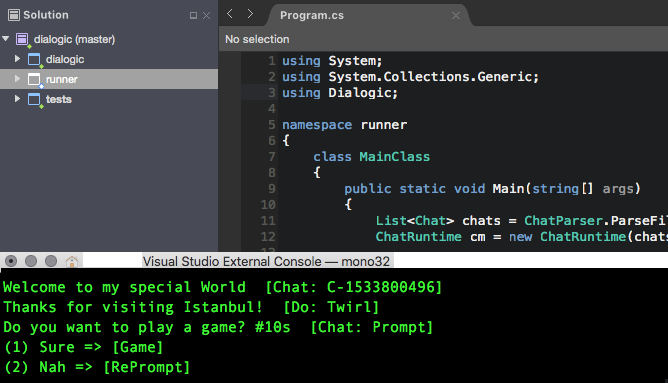 Solution
dialogic (master)
dialogic
runner
tests
Program.cs
No selection
1 using System;
2 using System.Collections.Generic;
3 using Dialogic;
4
5 namespace runner
6 {
7 class MainClass
8 {
9 public static void Main(string[] args)
10 {
11 List<Chat> chats = ChatParser.ParseFil
12 ChatRuntime cm = new ChatRuntime(chats
Visual Studio External Console — mono32
Welcome to my special World [Chat: C-1533800496]
Thanks for visiting Istanbul! [Do: Twirl]
Do you want to play a game? #10s [Chat: Prompt]
(1) Sure => [Game]
(2) Nah => [RePrompt]